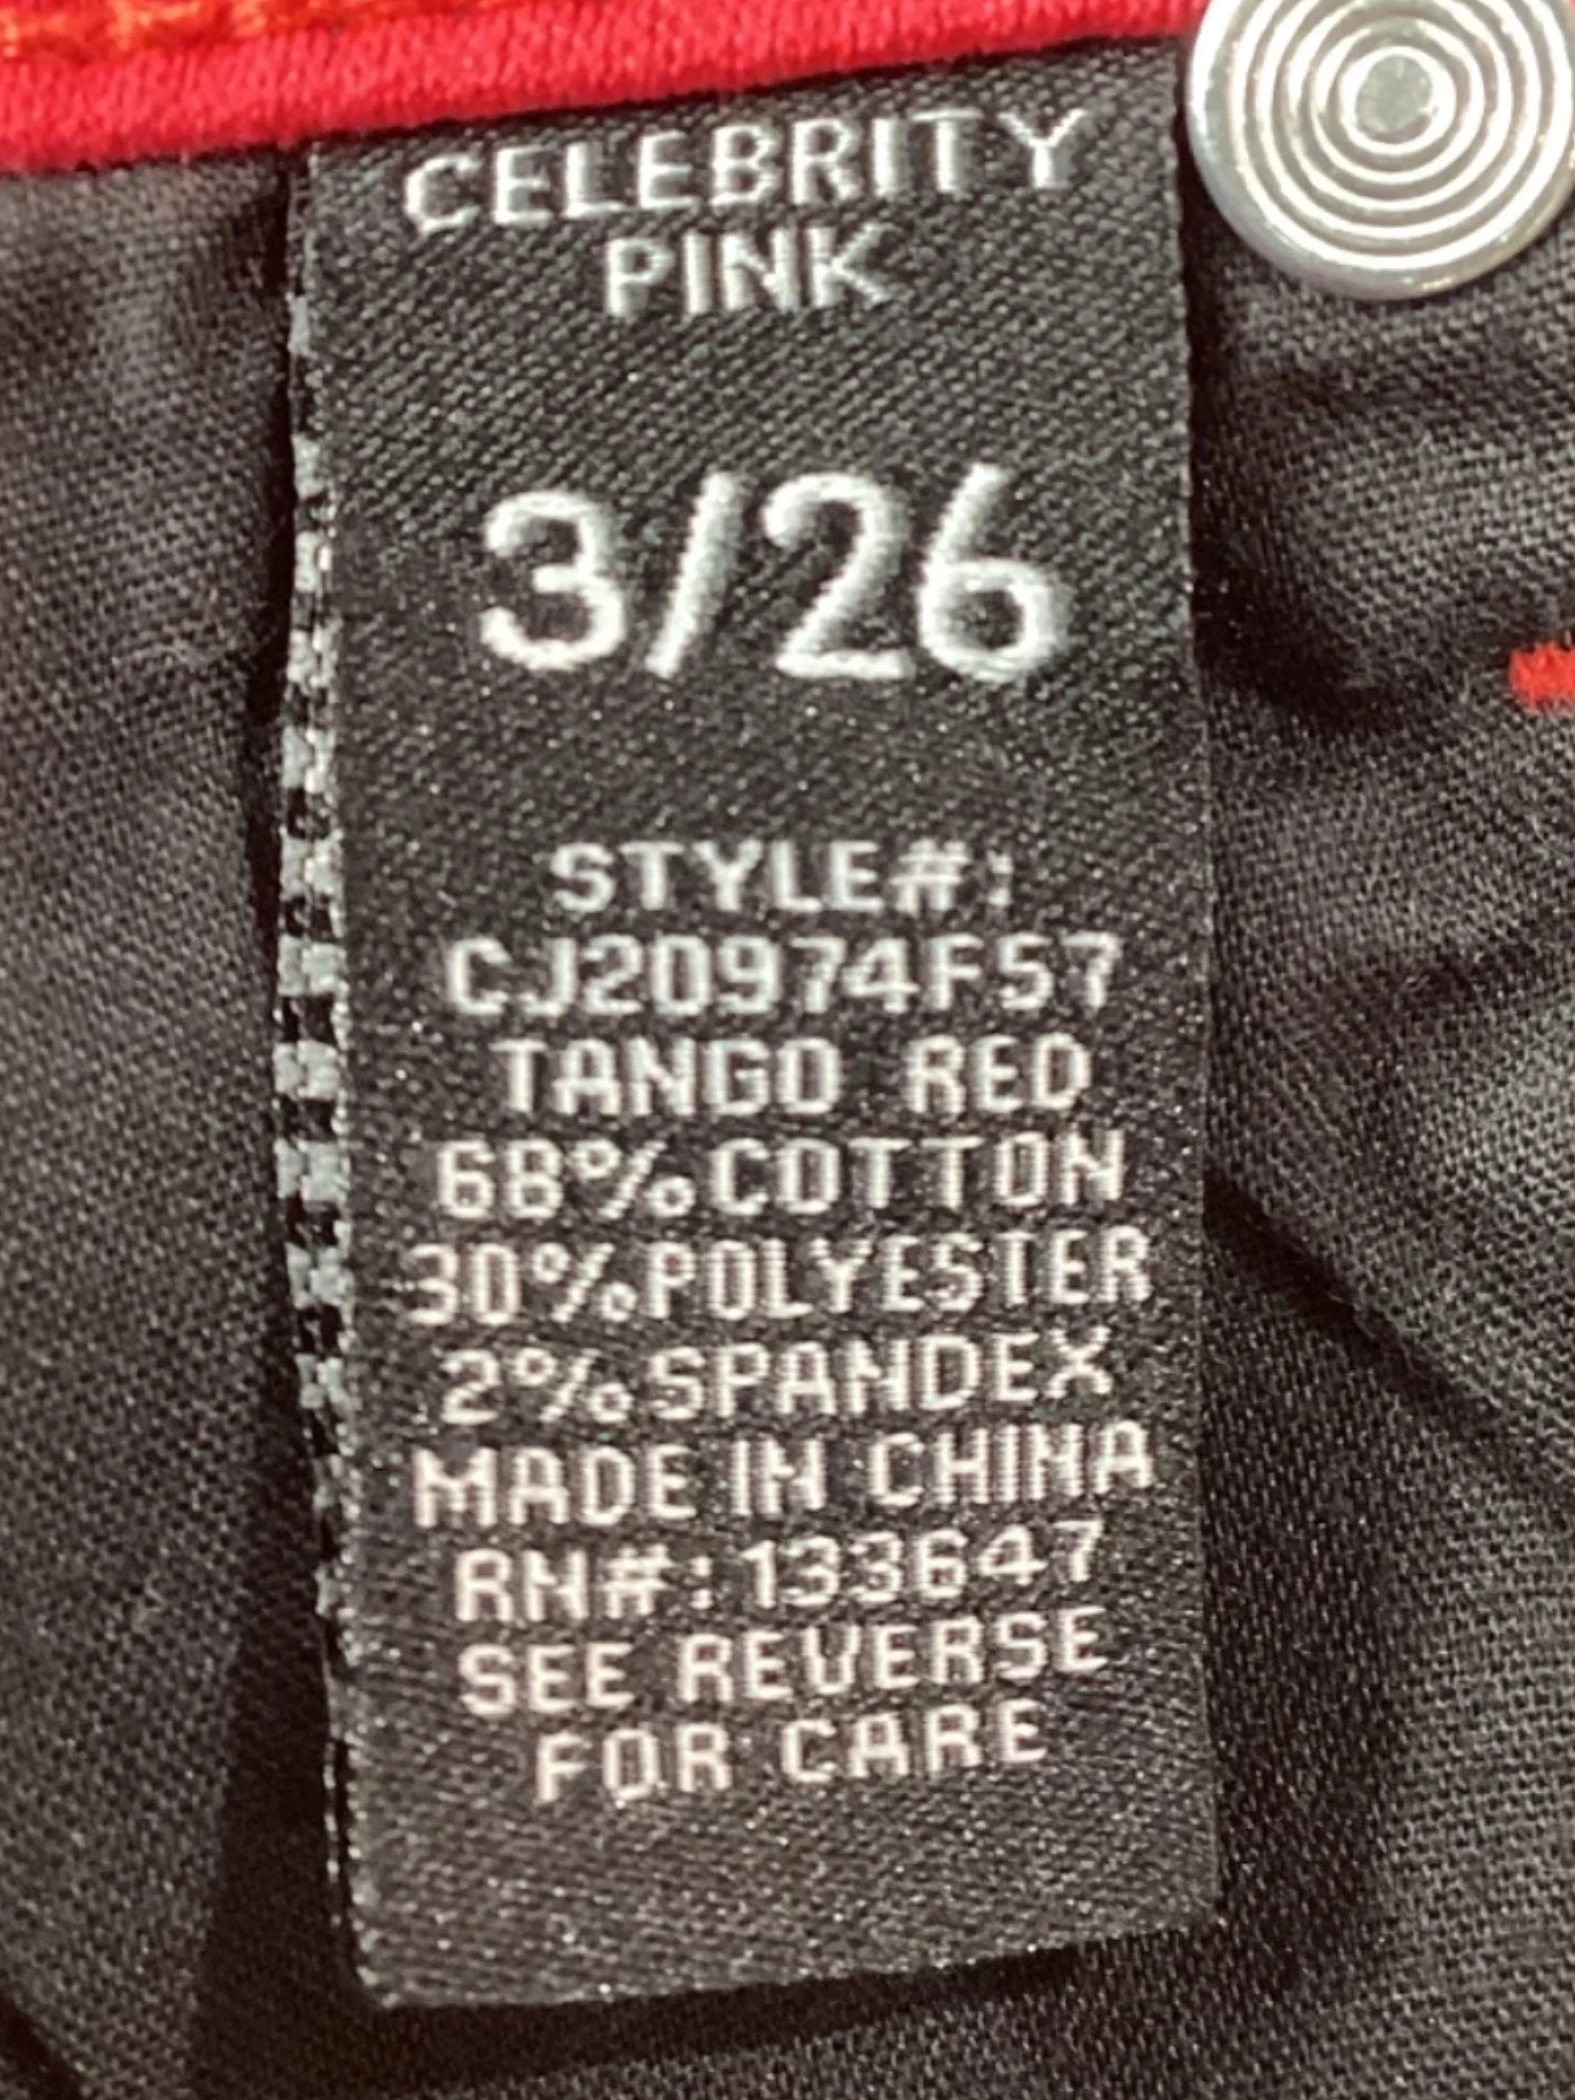 CELEBRITY
PINK
3/26
STYLE#:
CJ20974F57
TANGO RED
68%COTTON
30%POLYESTER
2%SPANDEX
MADE IN CHINA
RN#:133647
SEE REVERSE
FOR CARE